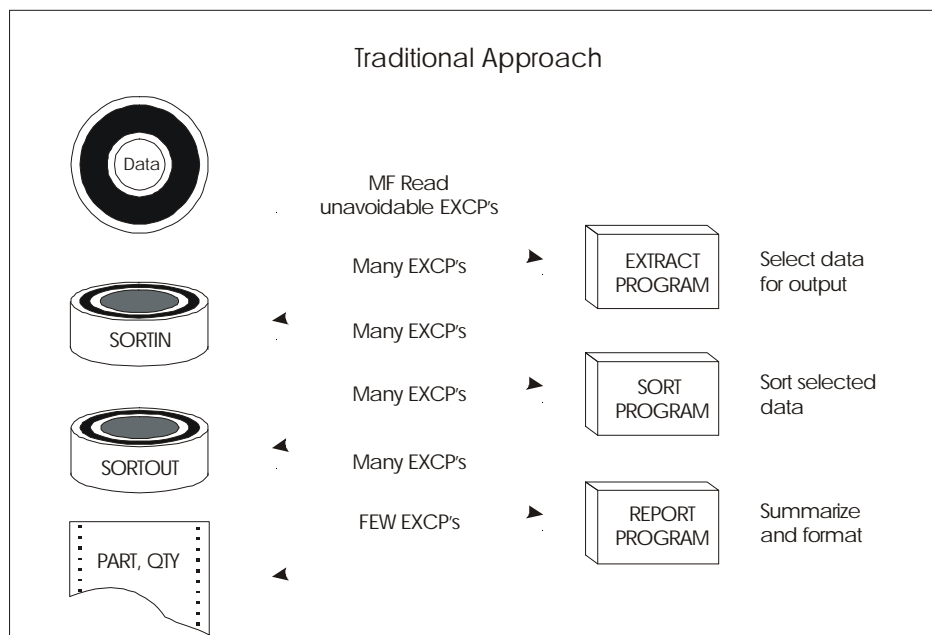 Traditional Approach
Data
MF Read
unavoidable EXCP's
Many EXCP's
EXTRACT
PROGRAM
Select data
for output
SORTIN
Many EXCP's
Many EXCP's
SORT
PROGRAM
Sort selected
data
SORTOUT
Many EXCP's
FEW EXCP's
REPORT
PROGRAM
Summarize
and format
PART, QTY